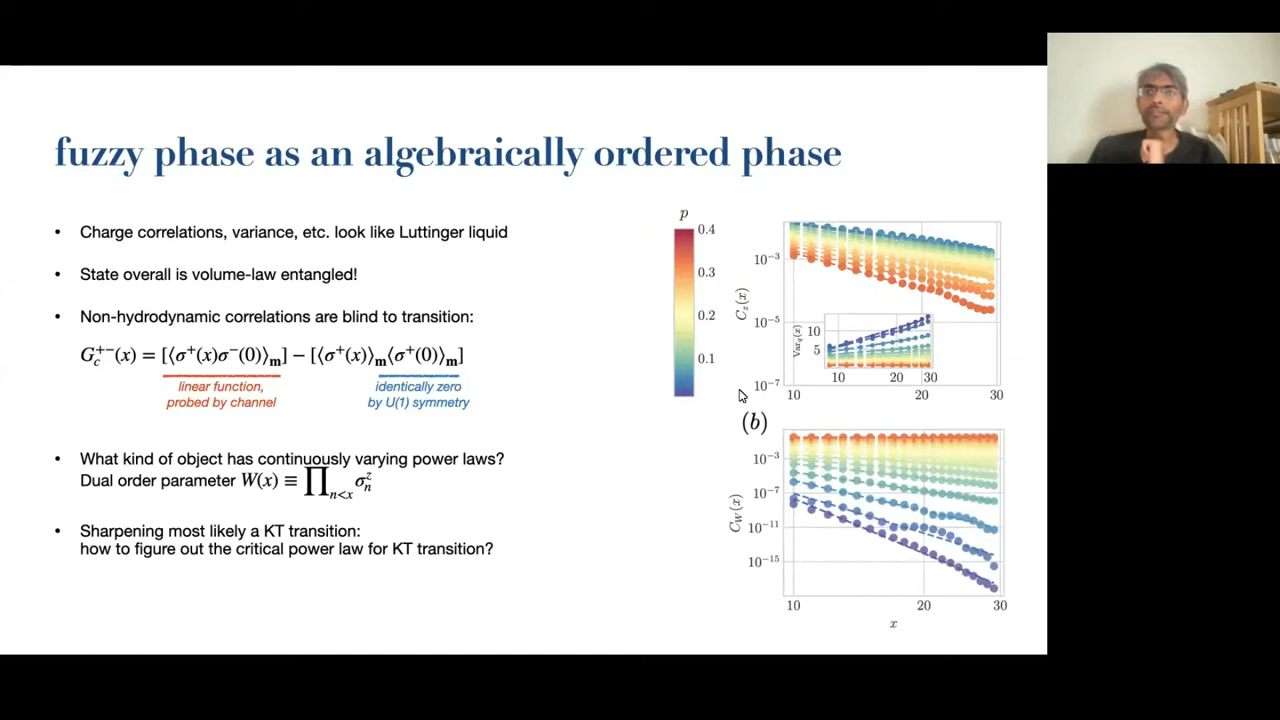 fuzzy phase as an algebraically ordered phase
• Charge correlations, variance, etc. look like Luttinger liquid
• State overall is volume-law entangled!
• Non-hydrodynamic correlations are blind to transition:
G_c^{+−}(x) = [⟨σ⁺(x)σ⁻(0)⟩_m] − [⟨σ⁺(x)⟩_m⟨σ⁺(0)⟩_m]
linear function, probed by channel
identically zero by U(1) symmetry
• What kind of object has continuously varying power laws?
Dual order parameter W(x) ≡ ∏_{n<x} σ_n^z
• Sharpening most likely a KT transition:
how to figure out the critical power law for KT transition?
p
0.4
0.3
0.2
0.1
C_z(x)
10⁻³
10⁻⁵
10⁻⁷
Var_q(x)
10
5
10 20 30
10 20 30
(b)
C_W(x)
10⁻³
10⁻⁷
10⁻¹¹
10⁻¹⁵
10 20 30
x